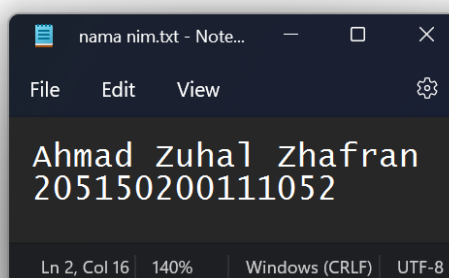 nama nim.txt - Note...
File Edit View
Ahmad Zuhal Zhafran
205150200111052
Ln 2, Col 16 140% Windows (CRLF) UTF-8